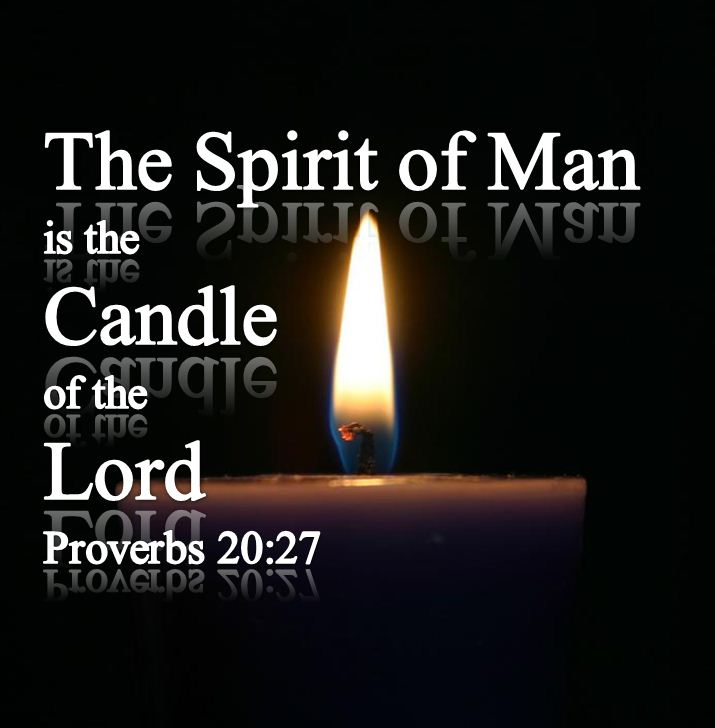 The Spirit of Man
is the
Candle
of the
Lord
Proverbs 20:27